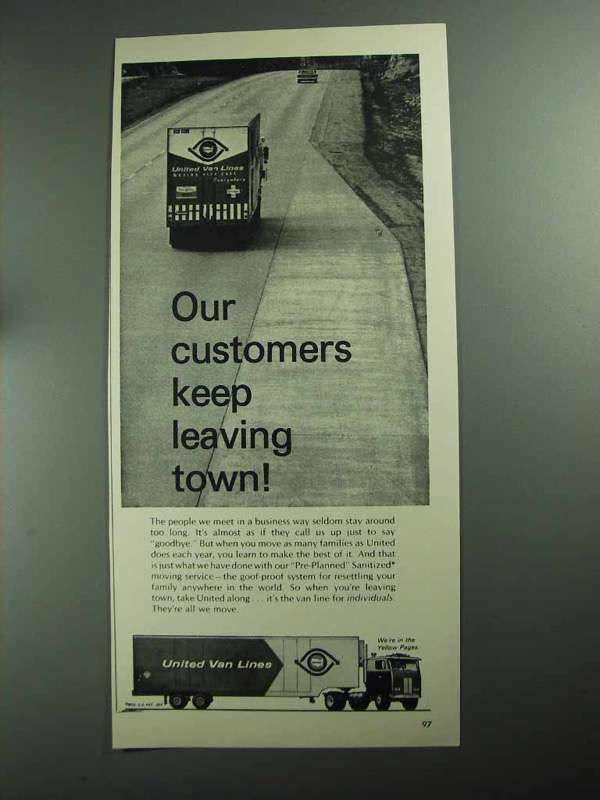 United Van Lines
MOVING WITH CARE
Everywhere
Our
customers
keep
leaving
town!
The people we meet in a business way seldom stay around
too long. It's almost as if they call us up just to say
"goodbye." But when you move as many families as United
does each year, you learn to make the best of it. And that
is just what we have done with our "Pre-Planned" Sanitized*
moving service — the goof-proof system for resettling your
family anywhere in the world. So when you're leaving
town, take United along... it's the van line for individuals.
They're all we move.
We're in the
Yellow Pages
United Van Lines
97